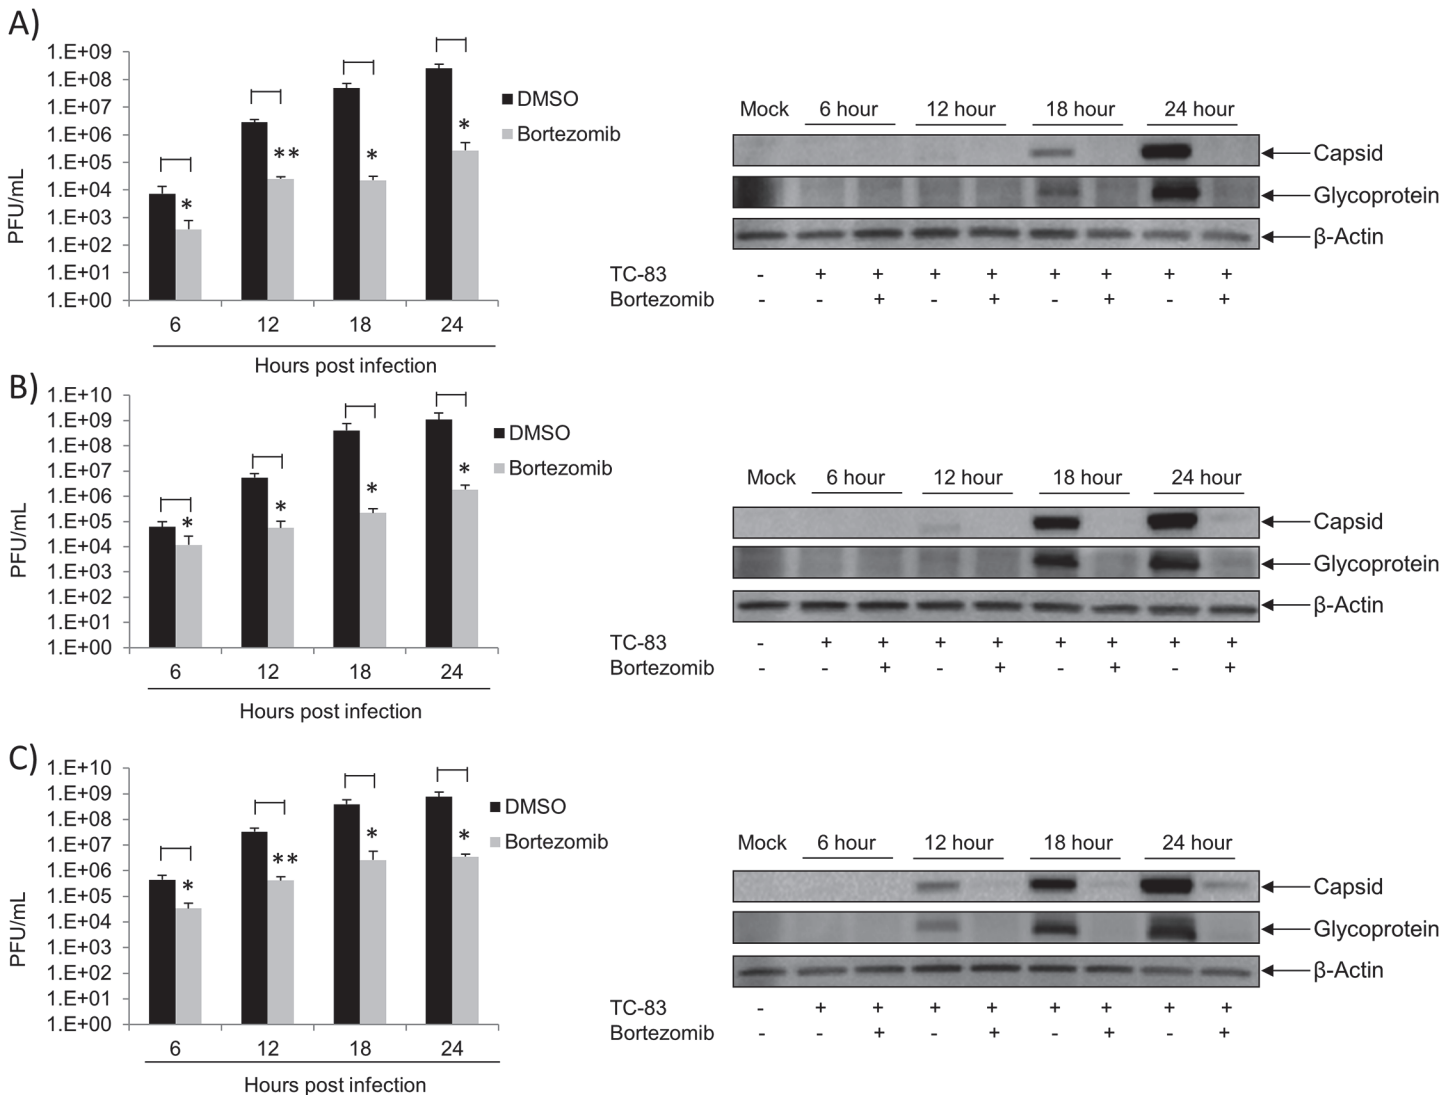 A)
1.E+09
1.E+08
1.E+07
1.E+06
1.E+05
1.E+04
1.E+03
1.E+02
1.E+01
1.E+00
PFU/mL
* ** * *
DMSO
Bortezomib
6 12 18 24
Hours post infection
Mock 6 hour 12 hour 18 hour 24 hour
Capsid
Glycoprotein
β-Actin
TC-83 - + + + + + + + +
Bortezomib - - + - + - + - +
B)
1.E+10
1.E+09
1.E+08
1.E+07
1.E+06
1.E+05
1.E+04
1.E+03
1.E+02
1.E+01
1.E+00
PFU/mL
* * * *
DMSO
Bortezomib
6 12 18 24
Hours post infection
Mock 6 hour 12 hour 18 hour 24 hour
Capsid
Glycoprotein
β-Actin
TC-83 - + + + + + + + +
Bortezomib - - + - + - + - +
C)
1.E+10
1.E+09
1.E+08
1.E+07
1.E+06
1.E+05
1.E+04
1.E+03
1.E+02
1.E+01
1.E+00
PFU/mL
* ** * *
DMSO
Bortezomib
6 12 18 24
Hours post infection
Mock 6 hour 12 hour 18 hour 24 hour
Capsid
Glycoprotein
β-Actin
TC-83 - + + + + + + + +
Bortezomib - - + - + - + - +